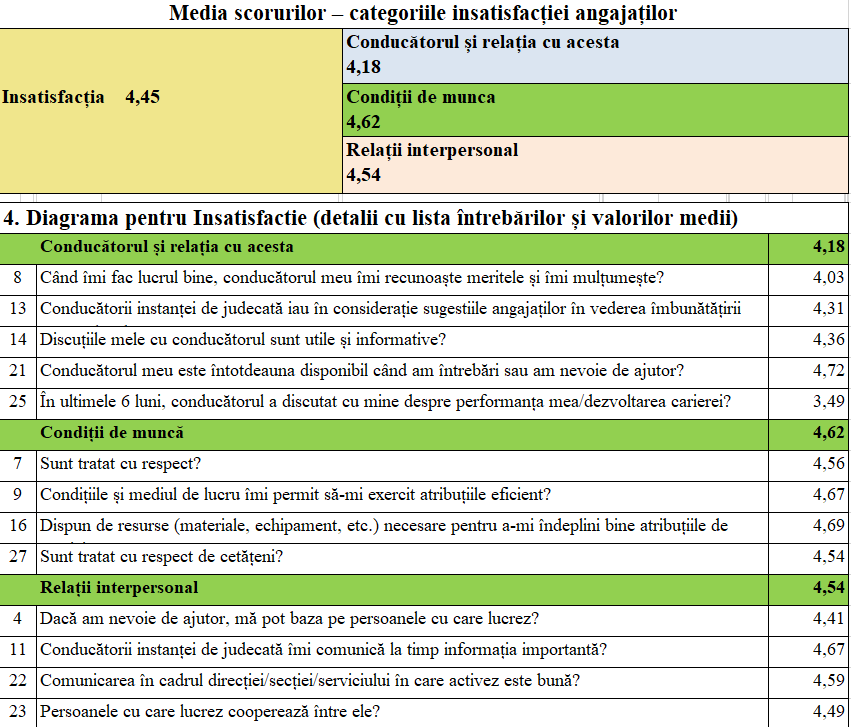 Media scorurilor – categoriile insatisfacției angajaților
Insatisfacția 4,45
Conducătorul și relația cu acesta
4,18
Condiții de munca
4,62
Relații interpersonal
4,54
4. Diagrama pentru Insatisfactie (detalii cu lista întrebărilor și valorilor medii)
Conducătorul și relația cu acesta 4,18
8 Când îmi fac lucrul bine, conducătorul meu îmi recunoaște meritele și îmi mulțumește? 4,03
13 Conducătorii instanței de judecată iau în considerație sugestiile angajaților în vederea îmbunătățirii 4,31
14 Discuțiile mele cu conducătorul sunt utile și informative? 4,36
21 Conducătorul meu este întotdeauna disponibil când am întrebări sau am nevoie de ajutor? 4,72
25 În ultimele 6 luni, conducătorul a discutat cu mine despre performanța mea/dezvoltarea carierei? 3,49
Condiții de muncă 4,62
7 Sunt tratat cu respect? 4,56
9 Condițiile și mediul de lucru îmi permit să-mi exercit atribuțiile eficient? 4,67
16 Dispun de resurse (materiale, echipament, etc.) necesare pentru a-mi îndeplini bine atribuțiile de 4,69
27 Sunt tratat cu respect de cetățeni? 4,54
Relații interpersonal 4,54
4 Dacă am nevoie de ajutor, mă pot baza pe persoanele cu care lucrez? 4,41
11 Conducătorii instanței de judecată îmi comunică la timp informația importantă? 4,67
22 Comunicarea în cadrul direcției/secției/serviciului în care activez este bună? 4,59
23 Persoanele cu care lucrez cooperează între ele? 4,49